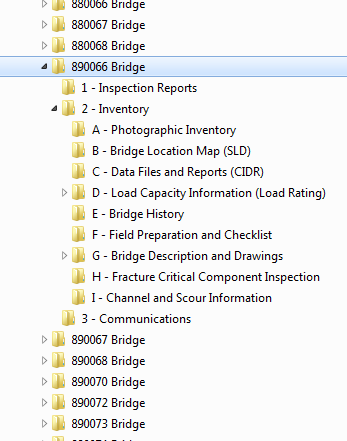 880066 Bridge
880067 Bridge
880068 Bridge
890066 Bridge
1 - Inspection Reports
2 - Inventory
A - Photographic Inventory
B - Bridge Location Map (SLD)
C - Data Files and Reports (CIDR)
D - Load Capacity Information (Load Rating)
E - Bridge History
F - Field Preparation and Checklist
G - Bridge Description and Drawings
H - Fracture Critical Component Inspection
I - Channel and Scour Information
3 - Communications
890067 Bridge
890068 Bridge
890070 Bridge
890072 Bridge
890073 Bridge